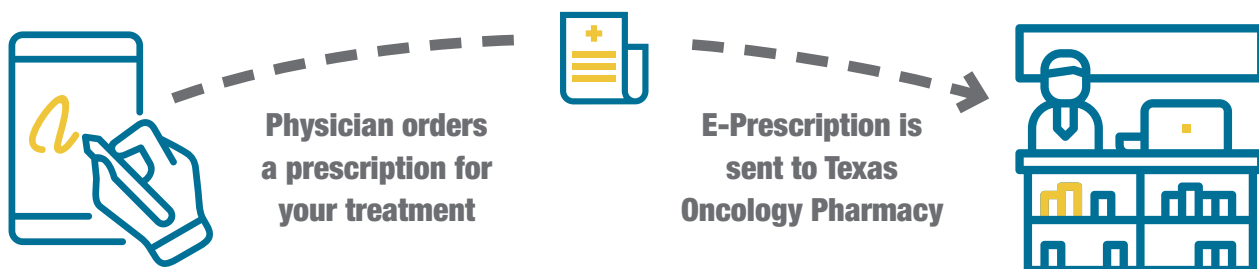 Physician orders
a prescription for
your treatment
E-Prescription is
sent to Texas
Oncology Pharmacy